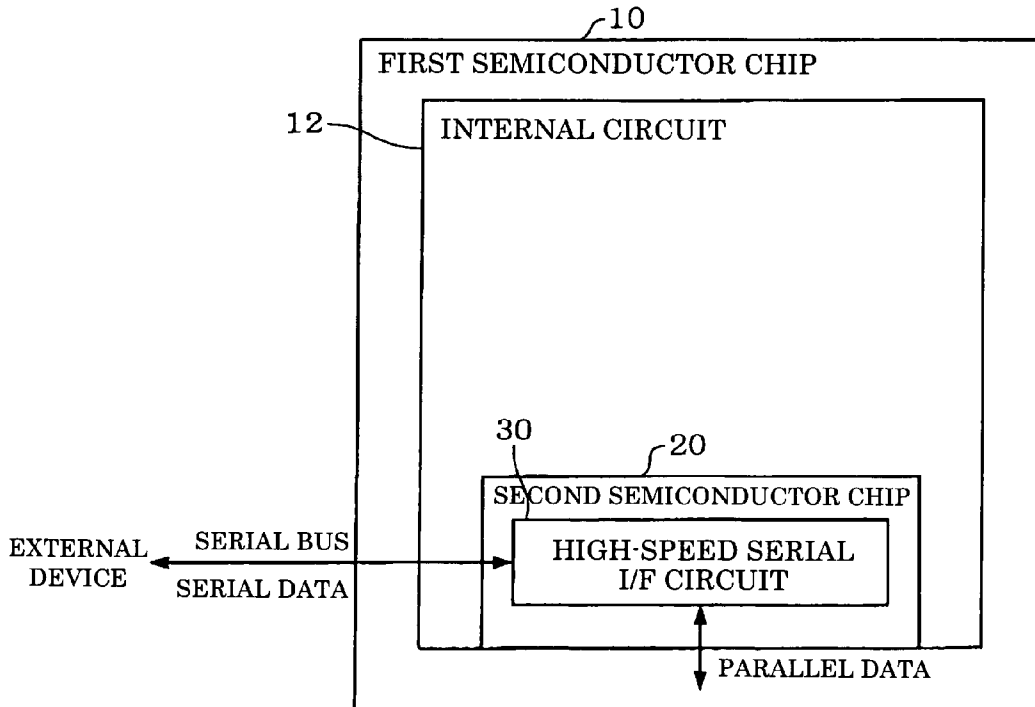 10
FIRST SEMICONDUCTOR CHIP
12
INTERNAL CIRCUIT
30
20
SECOND SEMICONDUCTOR CHIP
HIGH-SPEED SERIAL
I/F CIRCUIT
EXTERNAL
DEVICE
SERIAL BUS
SERIAL DATA
PARALLEL DATA